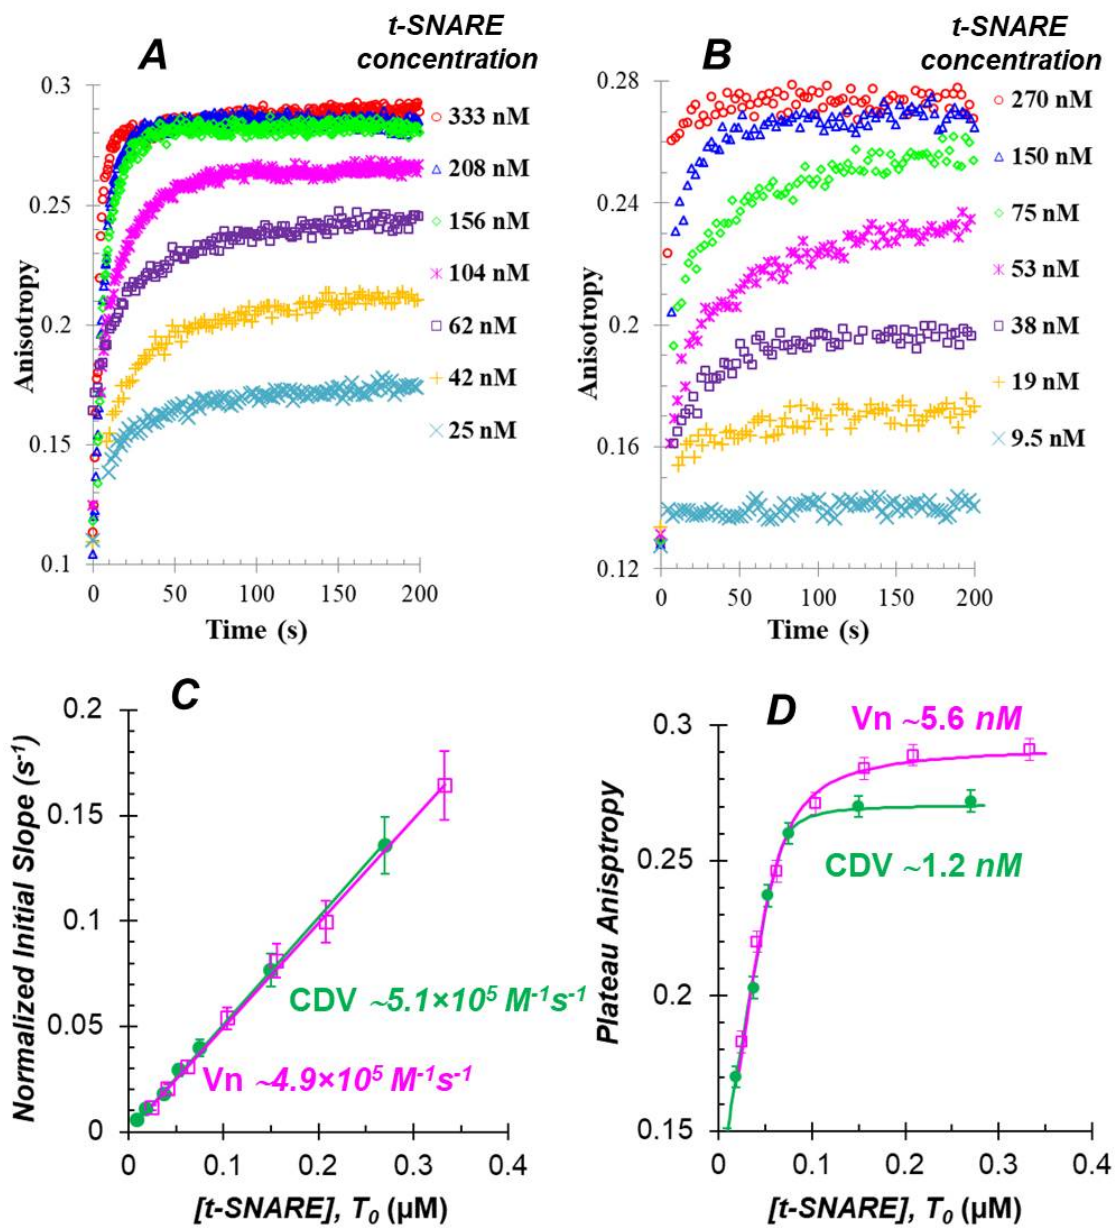 A
t-SNARE
concentration
0.3
0.25
0.2
0.15
0.1
Anisotropy
0
50
100
150
200
Time (s)
333 nM
208 nM
156 nM
104 nM
62 nM
42 nM
25 nM
B
t-SNARE
concentration
0.28
0.24
0.2
0.16
0.12
Anisotropy
0
50
100
150
200
Time (s)
270 nM
150 nM
75 nM
53 nM
38 nM
19 nM
9.5 nM
C
0.2
0.15
0.1
0.05
0
Normalized Initial Slope (s⁻¹)
CDV ~5.1×10⁵ M⁻¹s⁻¹
Vn ~4.9×10⁵ M⁻¹s⁻¹
0
0.1
0.2
0.3
0.4
[t-SNARE], T₀ (µM)
D
Vn ~5.6 nM
CDV ~1.2 nM
0.3
0.25
0.2
0.15
Plateau Anisptropy
0
0.1
0.2
0.3
0.4
[t-SNARE], T₀ (µM)